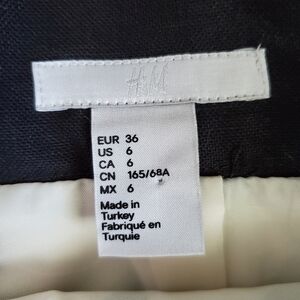 H&M
EUR 36
US 6
CA 6
CN 165/68A
MX 6
Made in
Turkey
Fabriqué en
Turquie